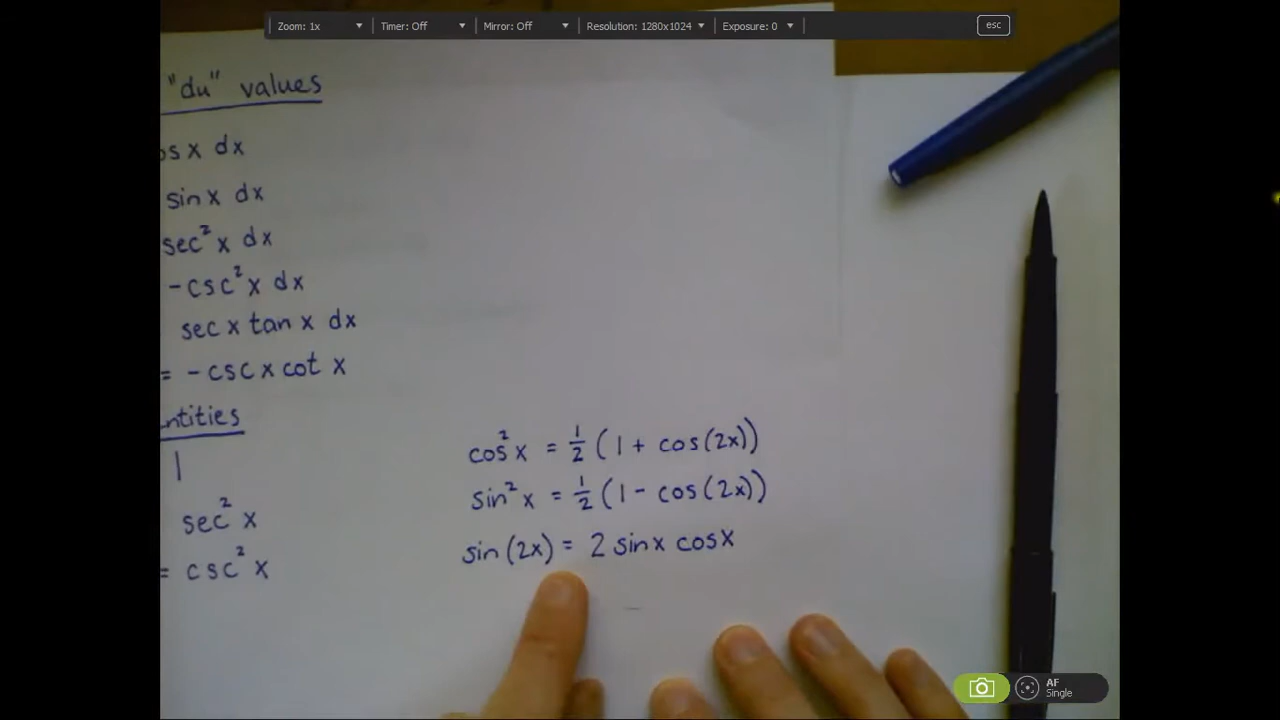 Zoom: 1x Timer: Off Mirror: Off Resolution: 1280x1024 Exposure: 0 esc
"du" values
x dx
sin x dx
sec² x dx
-csc² x dx
sec x tan x dx
= -csc x cot x
1
sec² x
= csc² x
cos² x = 1/2 (1 + cos(2x))
sin² x = 1/2 (1 - cos(2x))
sin(2x) = 2 sin x cos x
AF
Single